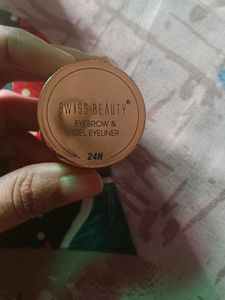 SWISS BEAUTY®
EYEBROW &
GEL EYELINER
24H